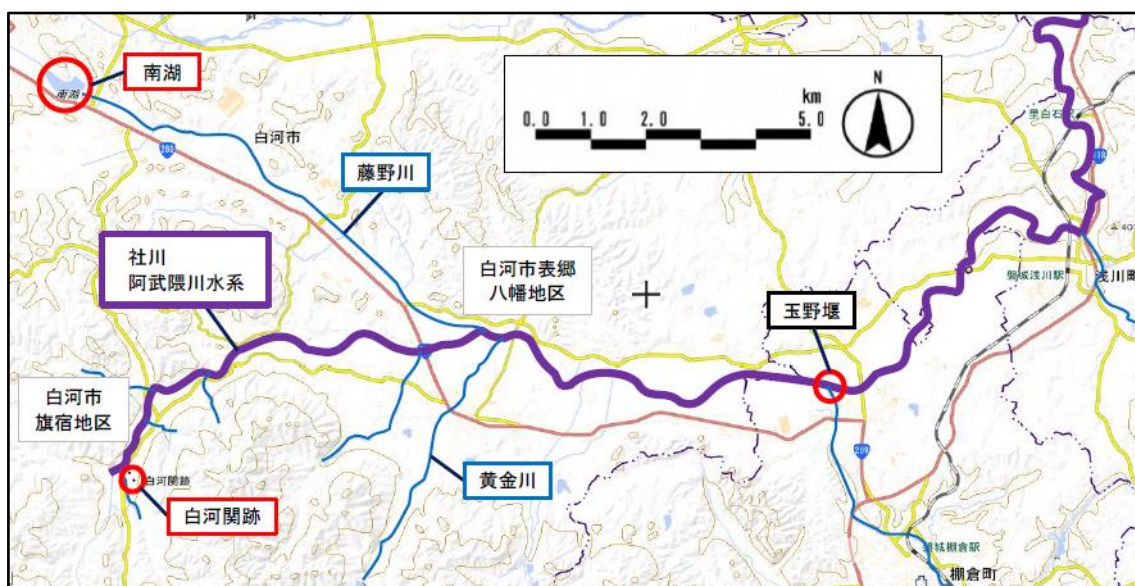 南湖
南湖
289
白河市
藤野川
km
0.0 1.0 2.0 5.0
N
里白石駅
118
社川
阿武隈川水系
白河市表郷
八幡地区
玉野堰
磐城浅川駅
浅川町
白河市
旗宿地区
白河関跡
白河関跡
黄金川
289
磐城棚倉駅
棚倉町